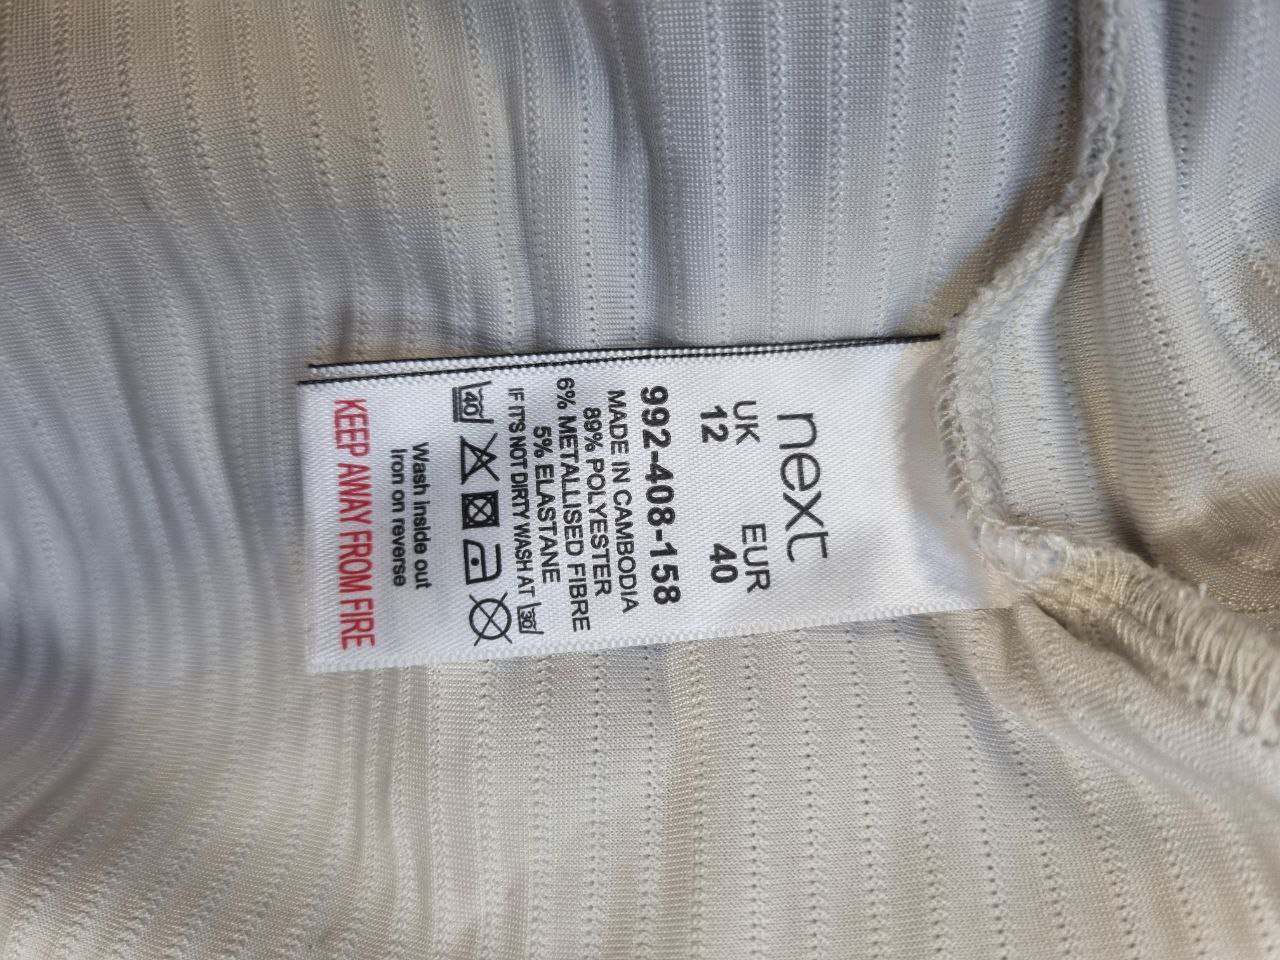 next
UK EUR
12 40
992-408-158
MADE IN CAMBODIA
89% POLYESTER
6% METALLISED FIBRE
5% ELASTANE
IF IT'S NOT DIRTY WASH AT 30
40
Wash inside out
Iron on reverse
KEEP AWAY FROM FIRE